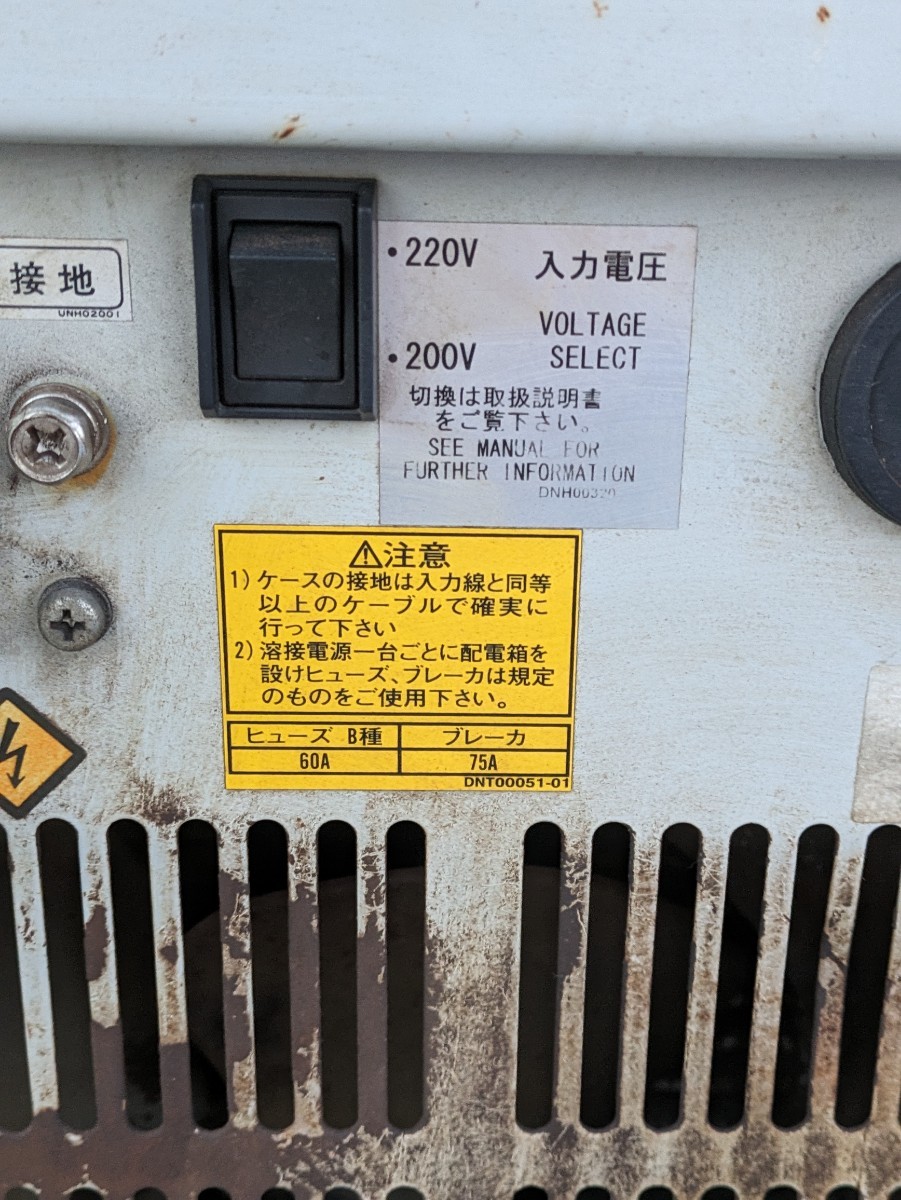 接地
UNH02001
•220V 入力電圧
VOLTAGE
•200V SELECT
切換は取扱説明書
をご覧下さい。
SEE MANUAL FOR
FURTHER INFORMATION
DNH00320
⚠注意
1) ケースの接地は入力線と同等
以上のケーブルで確実に
行って下さい
2) 溶接電源一台ごとに配電箱を
設けヒューズ、ブレーカは規定
のものをご使用下さい。
ヒューズ B種 ブレーカ
60A 75A
DNT00051-01